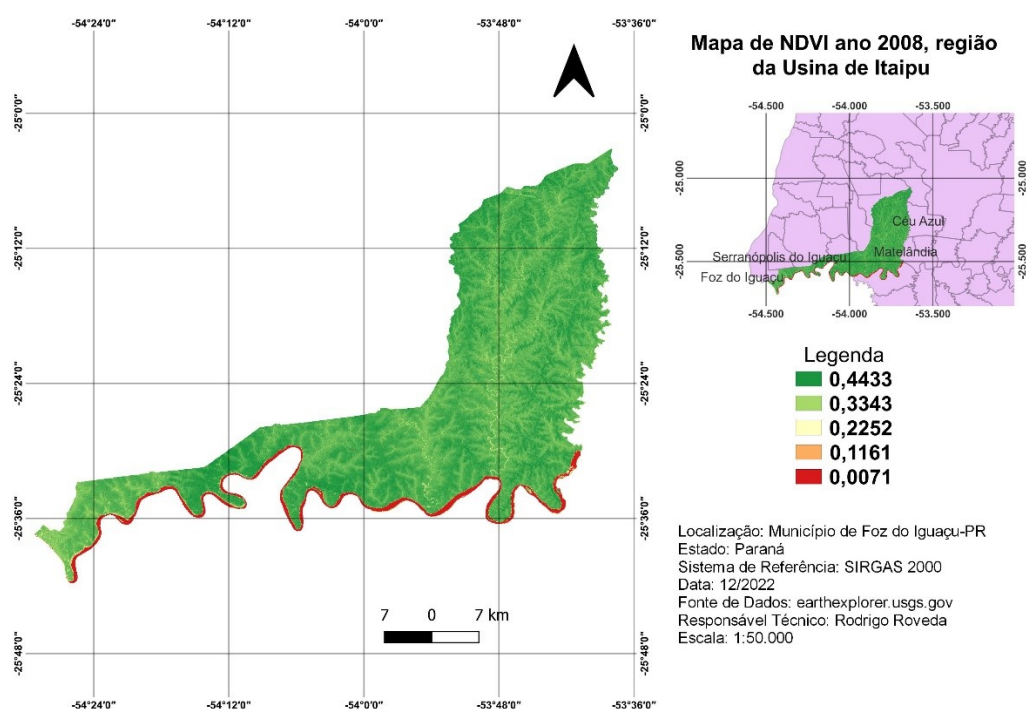 Mapa de NDVI ano 2008, região
da Usina de Itaipu
-54°24'0"
-54°12'0"
-54°0'0"
-53°48'0"
-53°36'0"
-25°0'0"
-25°12'0"
-25°24'0"
-25°36'0"
-25°48'0"
-25°0'0"
-25°12'0"
-25°24'0"
-25°36'0"
-25°48'0"
7 0 7 km
-54°24'0"
-54°12'0"
-54°0'0"
-53°48'0"
-53°36'0"
-54.500 -54.000 -53.500
-25.000
-25.500
-25.000
-25.500
Céu Azul
Matelândia
Serranópolis do Iguaçu
Foz do Iguaçu
-54.500 -54.000 -53.500
Legenda
0,4433
0,3343
0,2252
0,1161
0,0071
Localização: Município de Foz do Iguaçu-PR
Estado: Paraná
Sistema de Referência: SIRGAS 2000
Data: 12/2022
Fonte de Dados: earthexplorer.usgs.gov
Responsável Técnico: Rodrigo Roveda
Escala: 1:50.000